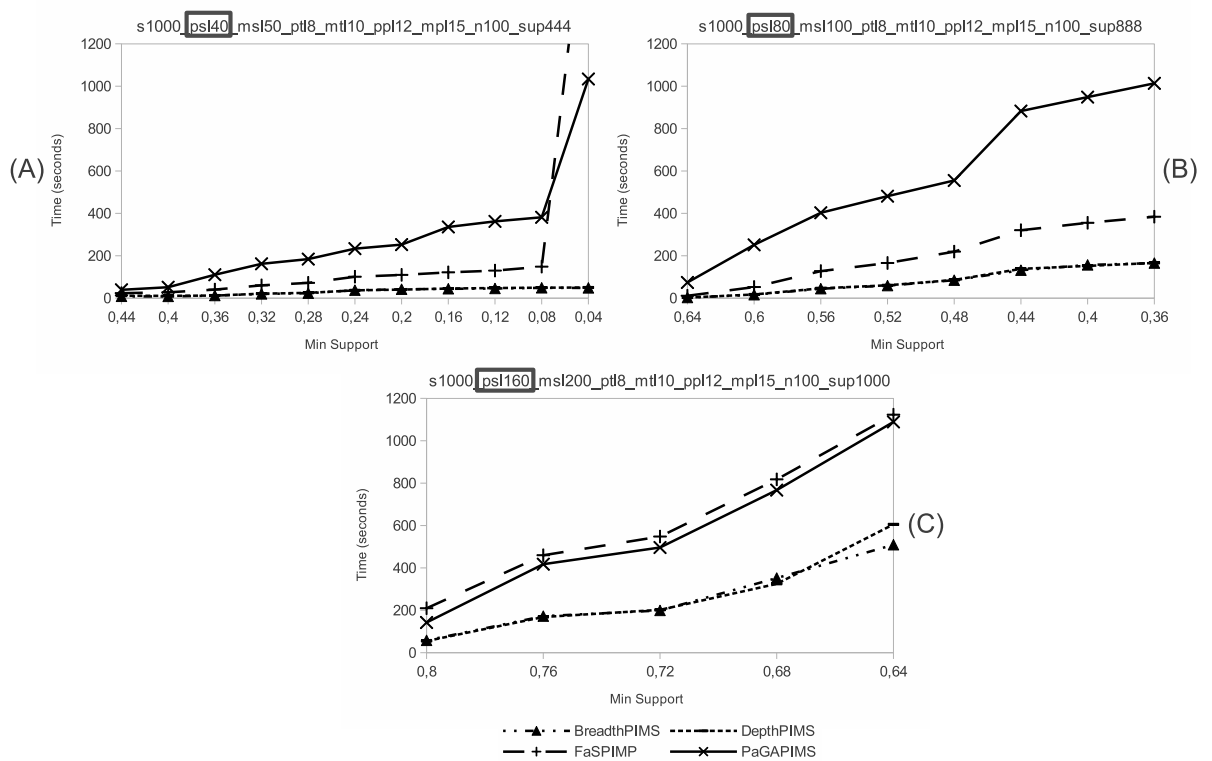 s1000_psl40_msl50_ptl8_mtl10_ppl12_mpl15_n100_sup444
1200
1000
800
600
400
200
0
Time (seconds)
(A)
0,44 0,4 0,36 0,32 0,28 0,24 0,2 0,16 0,12 0,08 0,04
Min Support
s1000_psl80_msl100_ptl8_mtl10_ppl12_mpl15_n100_sup888
1200
1000
800
600
400
200
0
Time (seconds)
(B)
0,64 0,6 0,56 0,52 0,48 0,44 0,4 0,36
Min Support
s1000_psl160_msl200_ptl8_mtl10_ppl12_mpl15_n100_sup1000
1200
1000
800
600
400
200
0
Time (seconds)
(C)
0,8 0,76 0,72 0,68 0,64
Min Support
BreadthPIMS DepthPIMS
FaSPIMP PaGAPIMS